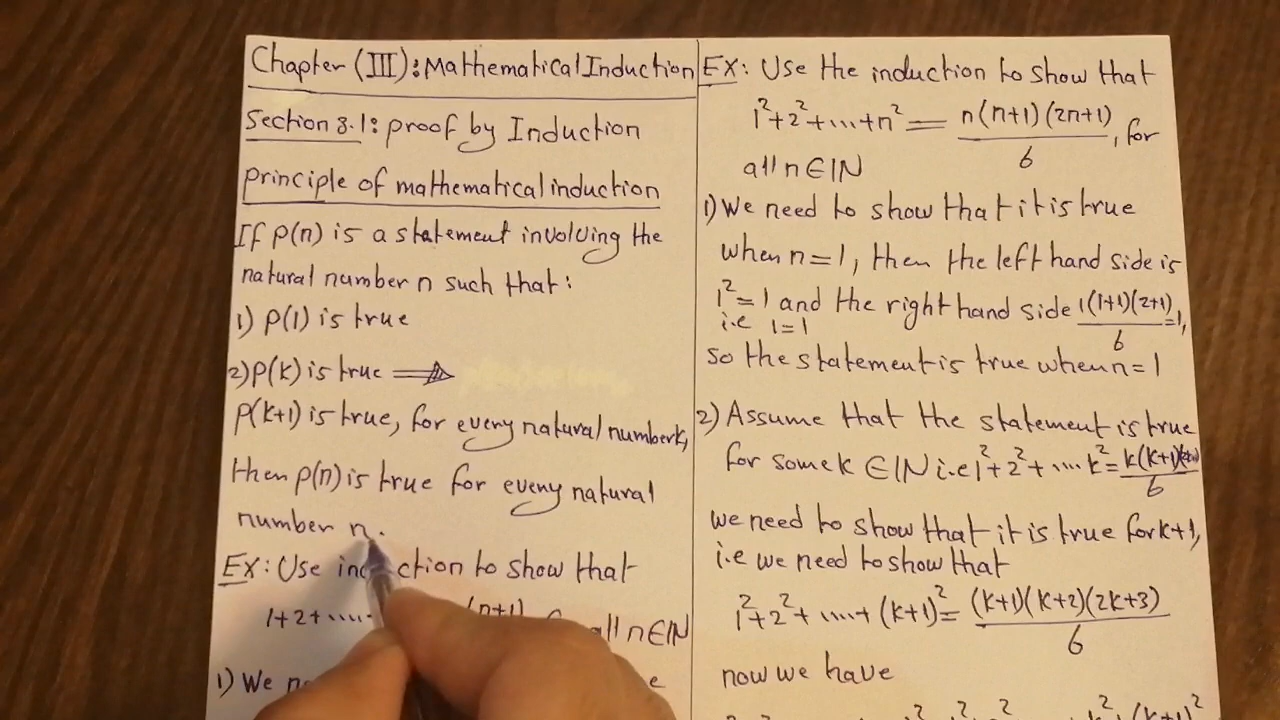 Chapter (III): Mathematical Induction
Section 3.1: proof by Induction
principle of mathematical induction
If P(n) is a statement involving the
natural number n such that:
1) P(1) is true
2) P(k) is true ⟹
P(k+1) is true, for every natural number k,
then p(n) is true for every natural
number n.
EX: Use induction to show that
1+2+..... (n+1) all n∈ℕ
1) We
EX: Use the induction to show that
1²+2²+....+n² = n(n+1)(2n+1)/6, for
all n∈ℕ
1) We need to show that it is true
when n=1, then the left hand side is
1²=1 and the right hand side 1(1+1)(2+1)/6=1,
i.e 1=1
so the statement is true when n=1
2) Assume that the statement is true
for some k ∈ℕ i.e 1²+2²+....k²= k(k+1)/6
we need to show that it is true for k+1,
i.e we need to show that
1²+2²+.....+(k+1)²= (k+1)(k+2)(2k+3)/6
now we have